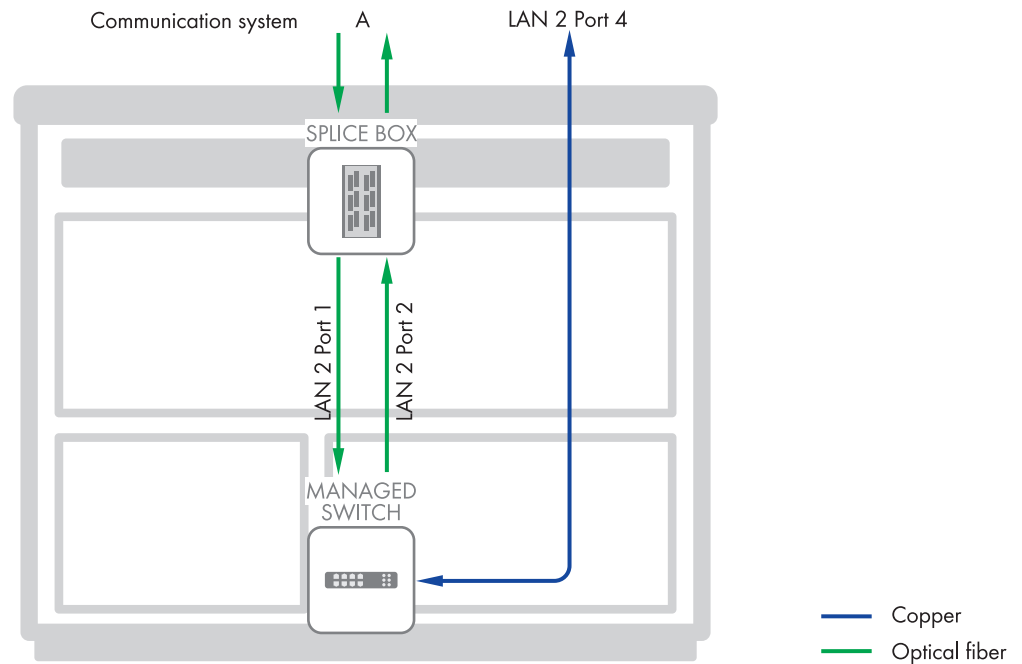 Communication system
A
LAN 2 Port 4
SPLICE BOX
LAN 2 Port 1
LAN 2 Port 2
MANAGED
SWITCH
Copper
Optical fiber